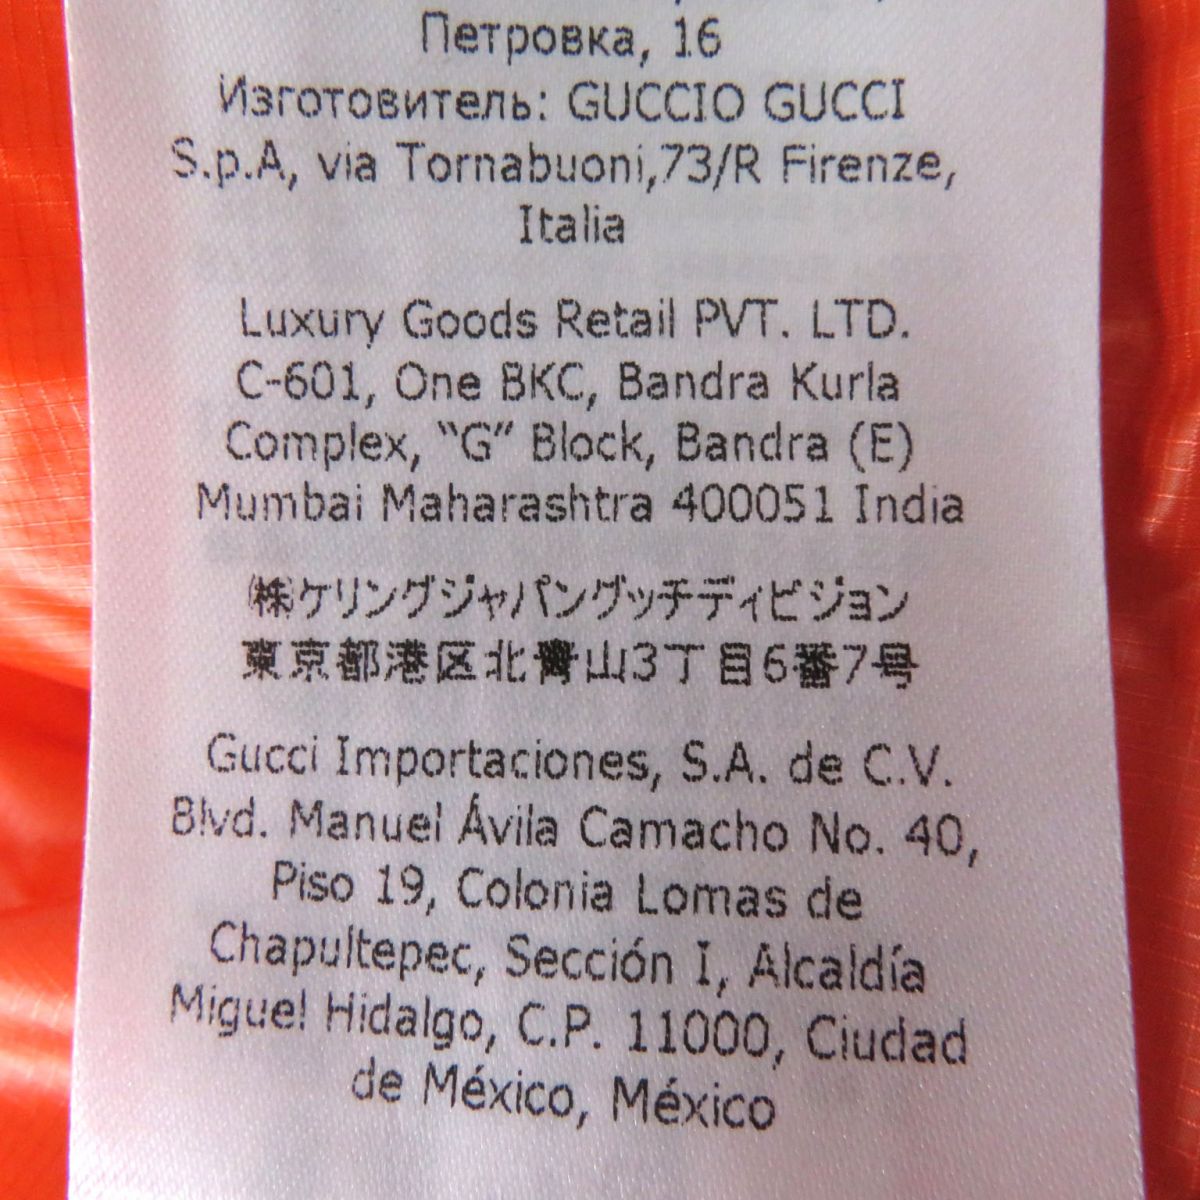 Петровка, 16
Изготовитель: GUCCIO GUCCI
S.p.A, via Tornabuoni,73/R Firenze,
Italia
Luxury Goods Retail PVT. LTD.
C-601, One BKC, Bandra Kurla
Complex, “G” Block, Bandra (E)
Mumbai Maharashtra 400051 India
㈱ケリングジャパングッチディビジョン
東京都港区北青山3丁目6番7号
Gucci Importaciones, S.A. de C.V.
Blvd. Manuel Ávila Camacho No. 40,
Piso 19, Colonia Lomas de
Chapultepec, Sección I, Alcaldía
Miguel Hidalgo, C.P. 11000, Ciudad
de México, México